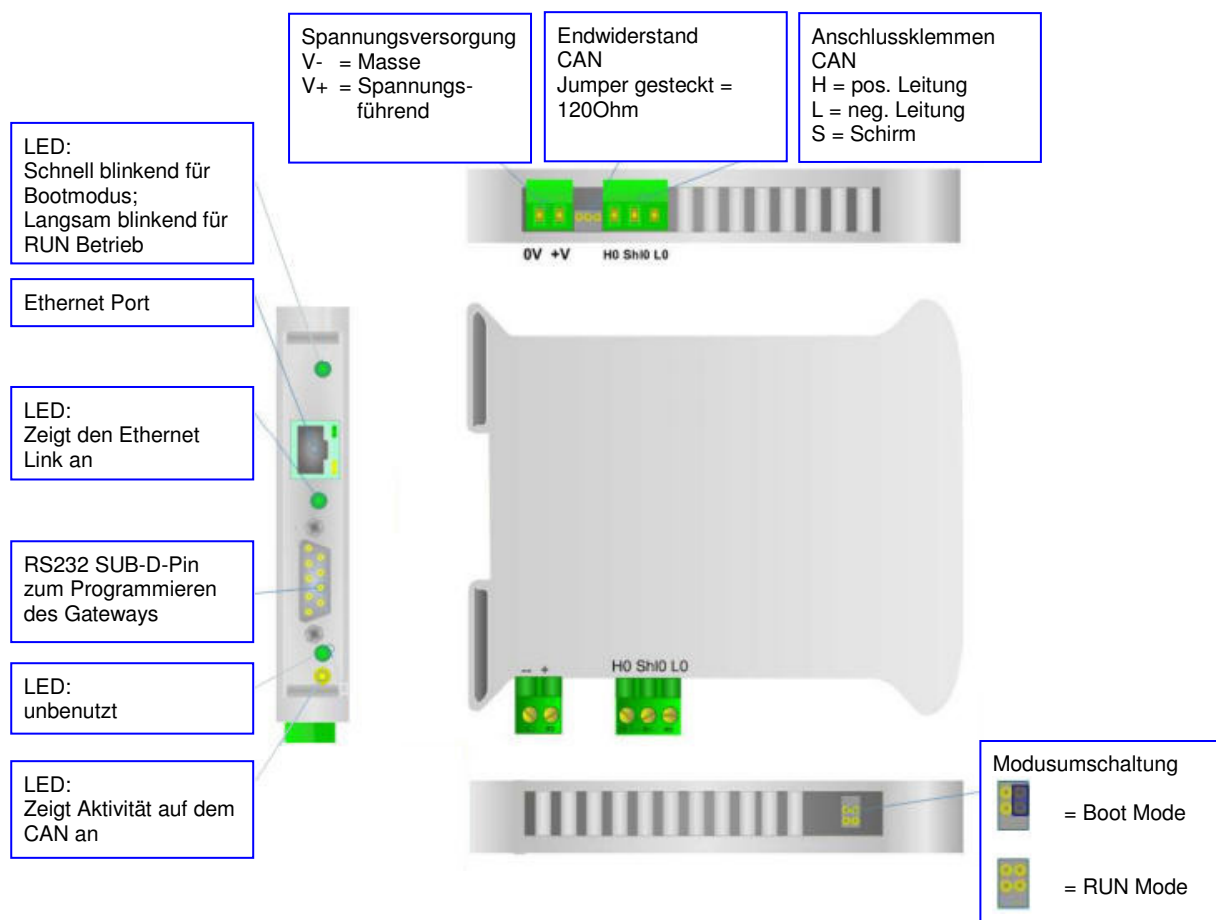 Spannungsversorgung
V- = Masse
V+ = Spannungs-
führend
Endwiderstand
CAN
Jumper gesteckt =
120Ohm
Anschlussklemmen
CAN
H = pos. Leitung
L = neg. Leitung
S = Schirm
LED:
Schnell blinkend für
Bootmodus;
Langsam blinkend für
RUN Betrieb
0V +V
H0 Shl0 L0
Ethernet Port
LED:
Zeigt den Ethernet
Link an
RS232 SUB-D-Pin
zum Programmieren
des Gateways
LED:
unbenutzt
LED:
Zeigt Aktivität auf dem
CAN an
-- +
H0 Shl0 L0
Modusumschaltung
= Boot Mode
= RUN Mode